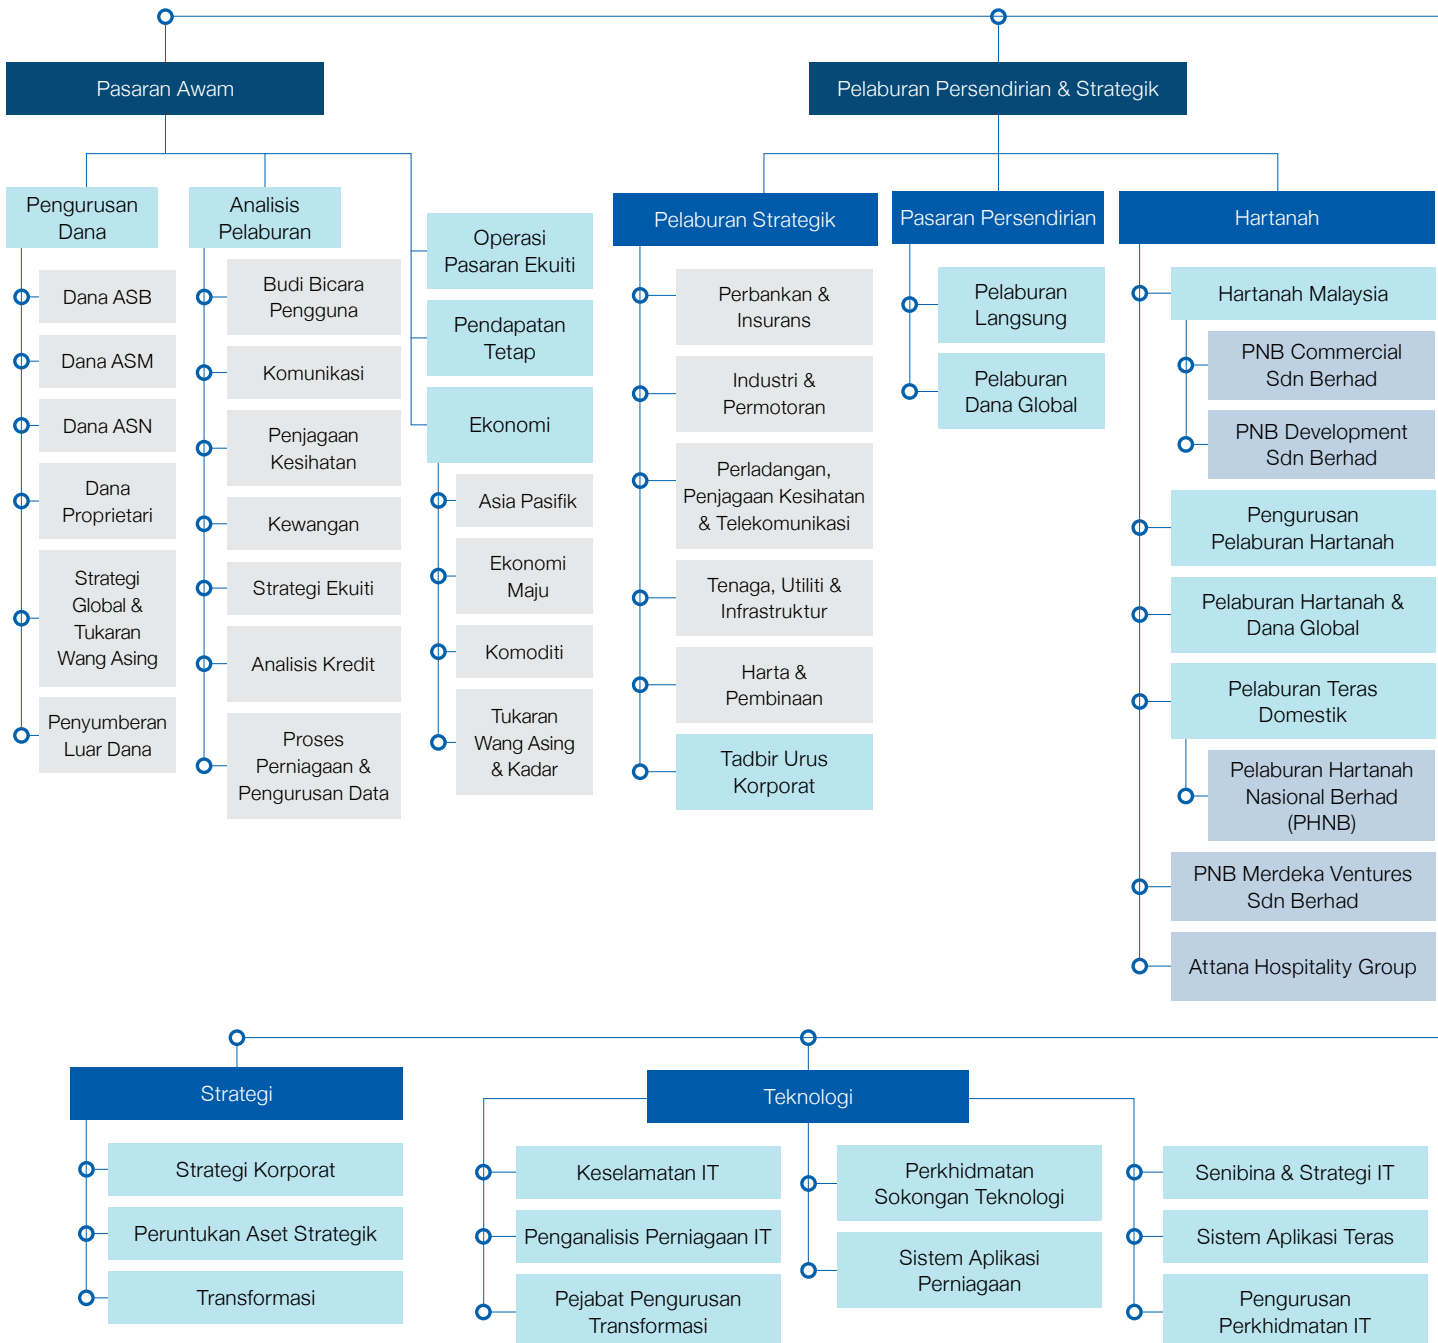 Pasaran Awam
Pelaburan Persendirian & Strategik
Pengurusan
Dana
Dana ASB
Dana ASM
Dana ASN
Dana
Proprietari
Strategi
Global &
Tukaran
Wang Asing
Penyumberan
Luar Dana
Analisis
Pelaburan
Budi Bicara
Pengguna
Komunikasi
Penjagaan
Kesihatan
Kewangan
Strategi Ekuiti
Analisis Kredit
Proses
Perniagaan &
Pengurusan Data
Operasi
Pasaran Ekuiti
Pendapatan
Tetap
Ekonomi
Asia Pasifik
Ekonomi
Maju
Komoditi
Tukaran
Wang Asing
& Kadar
Pelaburan Strategik
Perbankan &
Insurans
Industri &
Permotoran
Perladangan,
Penjagaan Kesihatan
& Telekomunikasi
Tenaga, Utiliti &
Infrastruktur
Harta &
Pembinaan
Tadbir Urus
Korporat
Pasaran Persendirian
Pelaburan
Langsung
Pelaburan
Dana Global
Hartanah
Hartanah Malaysia
PNB Commercial
Sdn Berhad
PNB Development
Sdn Berhad
Pengurusan
Pelaburan Hartanah
Pelaburan Hartanah &
Dana Global
Pelaburan Teras
Domestik
Pelaburan Hartanah
Nasional Berhad
(PHNB)
PNB Merdeka Ventures
Sdn Berhad
Attana Hospitality Group
Strategi
Strategi Korporat
Peruntukan Aset Strategik
Transformasi
Teknologi
Keselamatan IT
Penganalisis Perniagaan IT
Pejabat Pengurusan
Transformasi
Perkhidmatan
Sokongan Teknologi
Sistem Aplikasi
Perniagaan
Senibina & Strategi IT
Sistem Aplikasi Teras
Pengurusan
Perkhidmatan IT